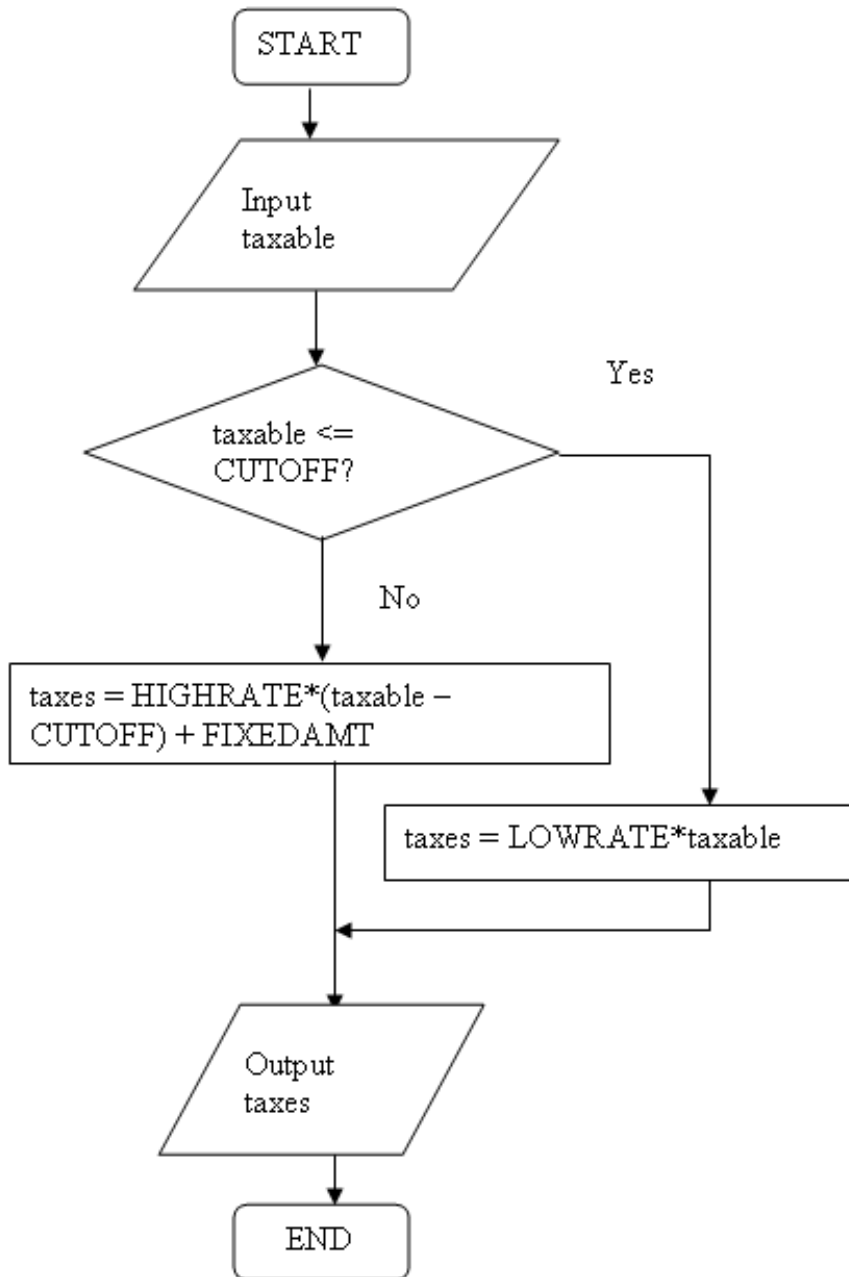 START
Input
taxable
Yes
taxable <=
CUTOFF?
No
taxes = HIGHRATE*(taxable –
CUTOFF) + FIXEDAMT
taxes = LOWRATE*taxable
Output
taxes
END